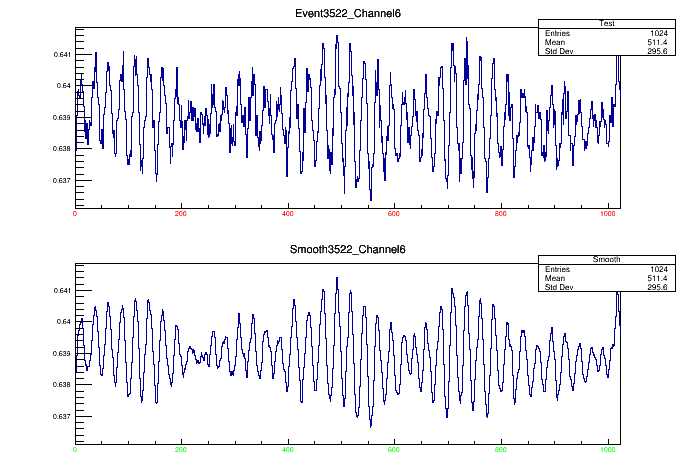 Event3522_Channel6
Test
Entries 1024
Mean 511.4
Std Dev 295.6
0.641
0.64
0.639
0.638
0.637
0 200 400 600 800 1000
Smooth3522_Channel6
Smooth
Entries 1024
Mean 511.4
Std Dev 295.6
0.641
0.64
0.639
0.638
0.637
0 200 400 600 800 1000